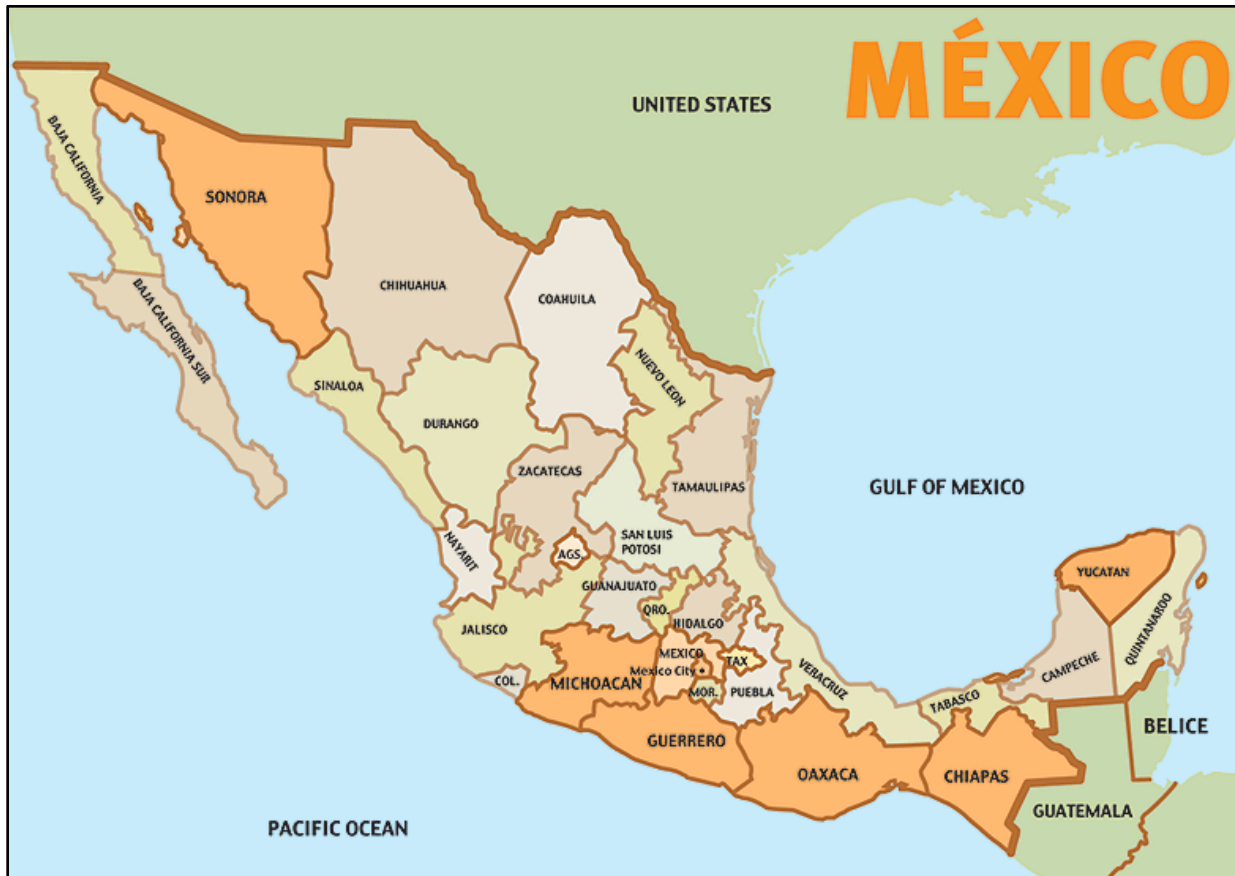 MÉXICO
UNITED STATES
BAJA CALIFORNIA
SONORA
CHIHUAHUA
COAHUILA
BAJA CALIFORNIA SUR
NUEVO LEON
SINALOA
DURANGO
ZACATECAS
TAMAULIPAS
GULF OF MEXICO
SAN LUIS
POTOSI
NAYARIT
AGS.
GUANAJUATO
YUCATAN
QRO.
HIDALGO
JALISCO
QUINTANAROO
MEXICO
TAX
CAMPECHE
Mexico City
COL.
MICHOACAN
MOR.
PUEBLA
VERACRUZ
TABASCO
BELICE
GUERRERO
OAXACA
CHIAPAS
GUATEMALA
PACIFIC OCEAN